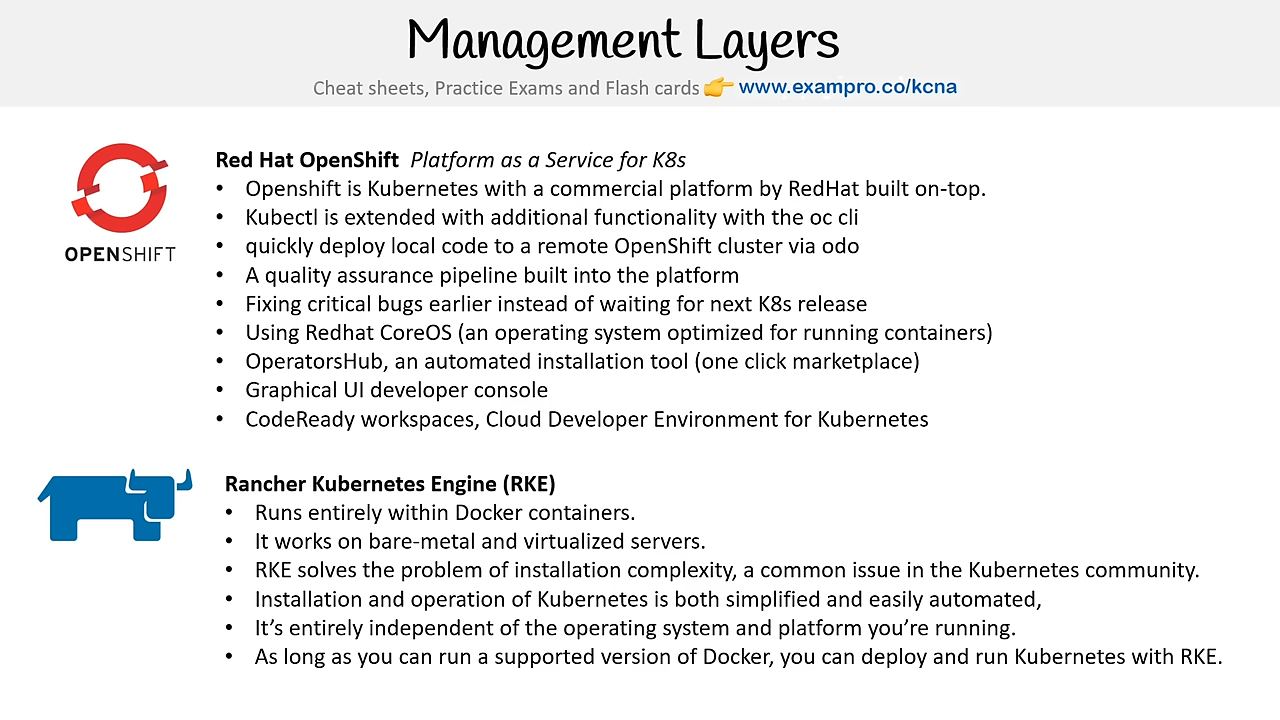 Management Layers
Cheat sheets, Practice Exams and Flash cards 👉 www.exampro.co/kcna
Red Hat OpenShift Platform as a Service for K8s
• Openshift is Kubernetes with a commercial platform by RedHat built on-top.
• Kubectl is extended with additional functionality with the oc cli
• quickly deploy local code to a remote OpenShift cluster via odo
• A quality assurance pipeline built into the platform
• Fixing critical bugs earlier instead of waiting for next K8s release
• Using Redhat CoreOS (an operating system optimized for running containers)
• OperatorsHub, an automated installation tool (one click marketplace)
• Graphical UI developer console
• CodeReady workspaces, Cloud Developer Environment for Kubernetes
OPENSHIFT
Rancher Kubernetes Engine (RKE)
• Runs entirely within Docker containers.
• It works on bare-metal and virtualized servers.
• RKE solves the problem of installation complexity, a common issue in the Kubernetes community.
• Installation and operation of Kubernetes is both simplified and easily automated,
• It’s entirely independent of the operating system and platform you’re running.
• As long as you can run a supported version of Docker, you can deploy and run Kubernetes with RKE.